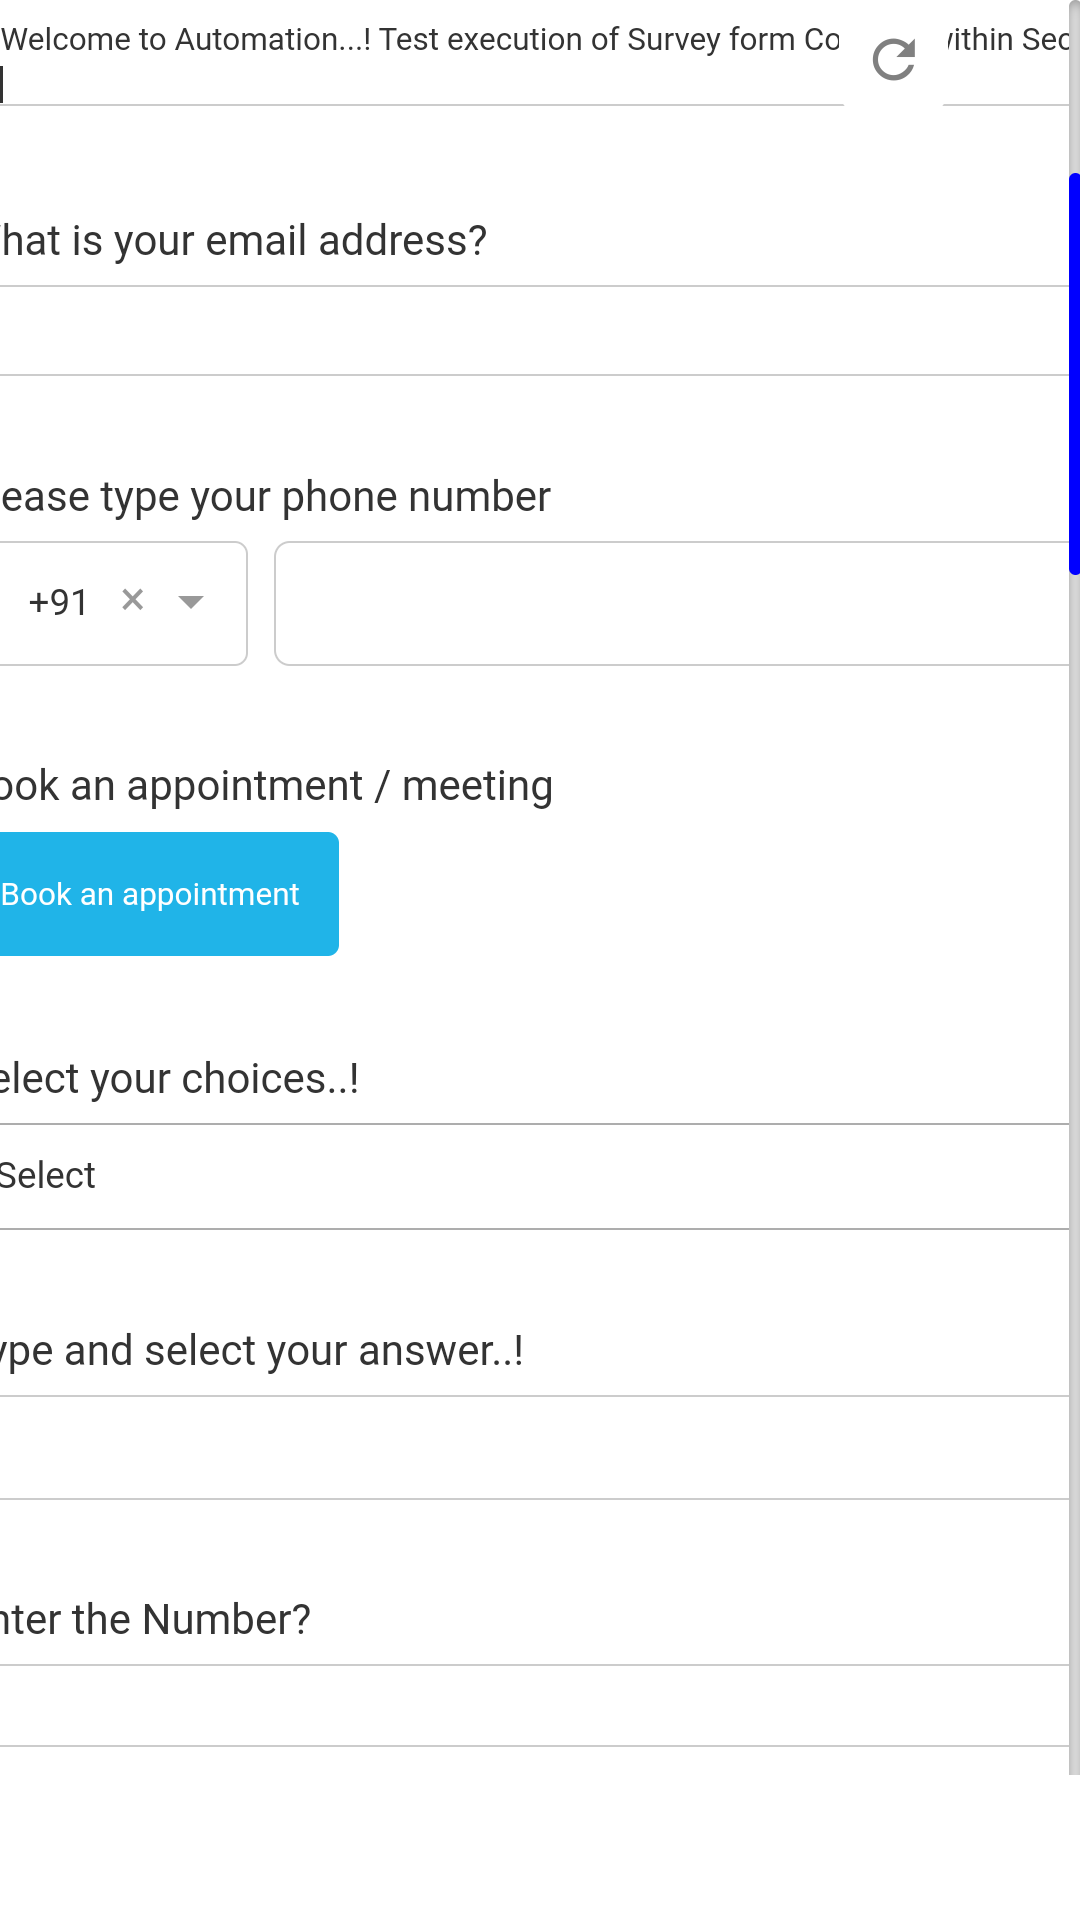 Welcome to Automation...! Test execution of Survey form Co ithin Sec
hat is your email address?
ease type your phone number
+91
ook an appointment / meeting
Book an appointment
elect your choices..!
Select
ype and select your answer..!
nter the Number?